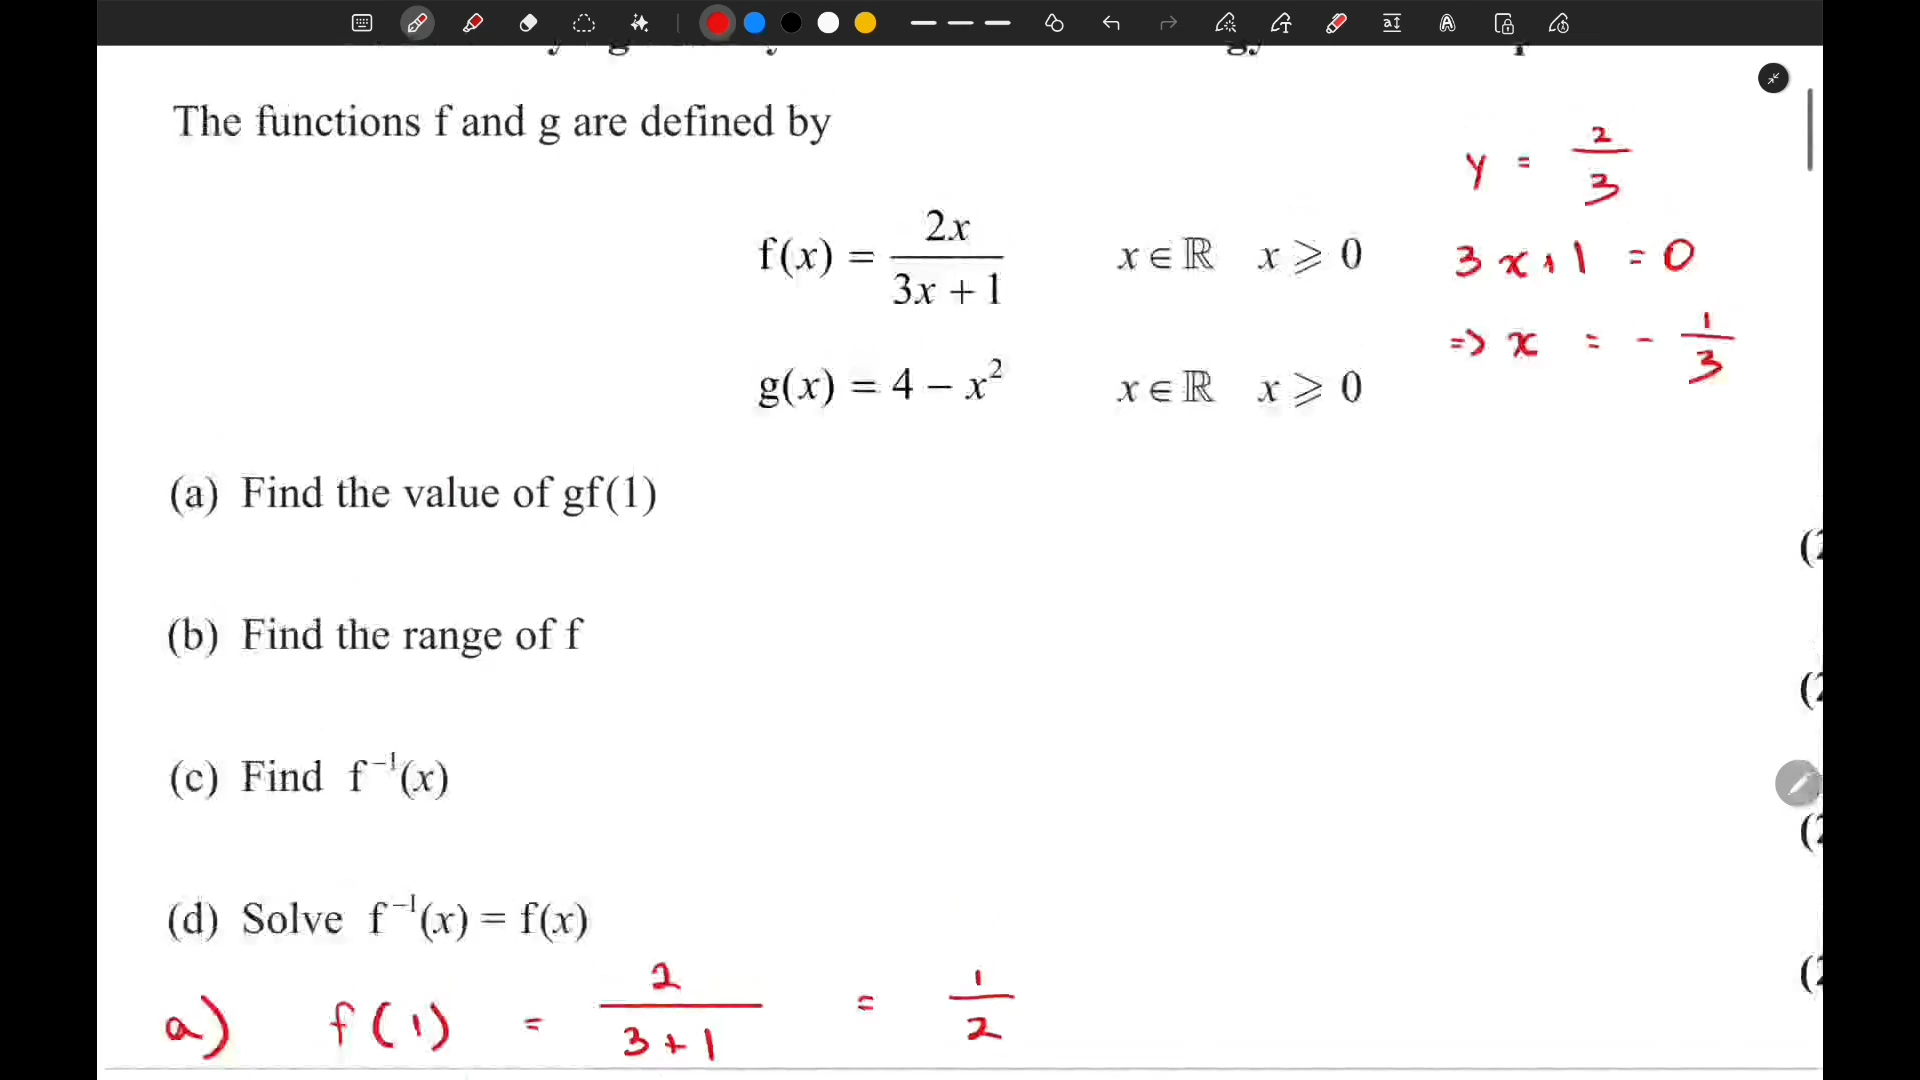 The functions f and g are defined by
f(x) = 2x / (3x + 1)    x ∈ ℝ    x ⩾ 0
g(x) = 4 − x²    x ∈ ℝ    x ⩾ 0
y = 2/3
3x + 1 = 0
=> x = - 1/3
(a) Find the value of gf(1)
(b) Find the range of f
(c) Find f⁻¹(x)
(d) Solve f⁻¹(x) = f(x)
a) f(1) = 2 / (3 + 1) = 1/2